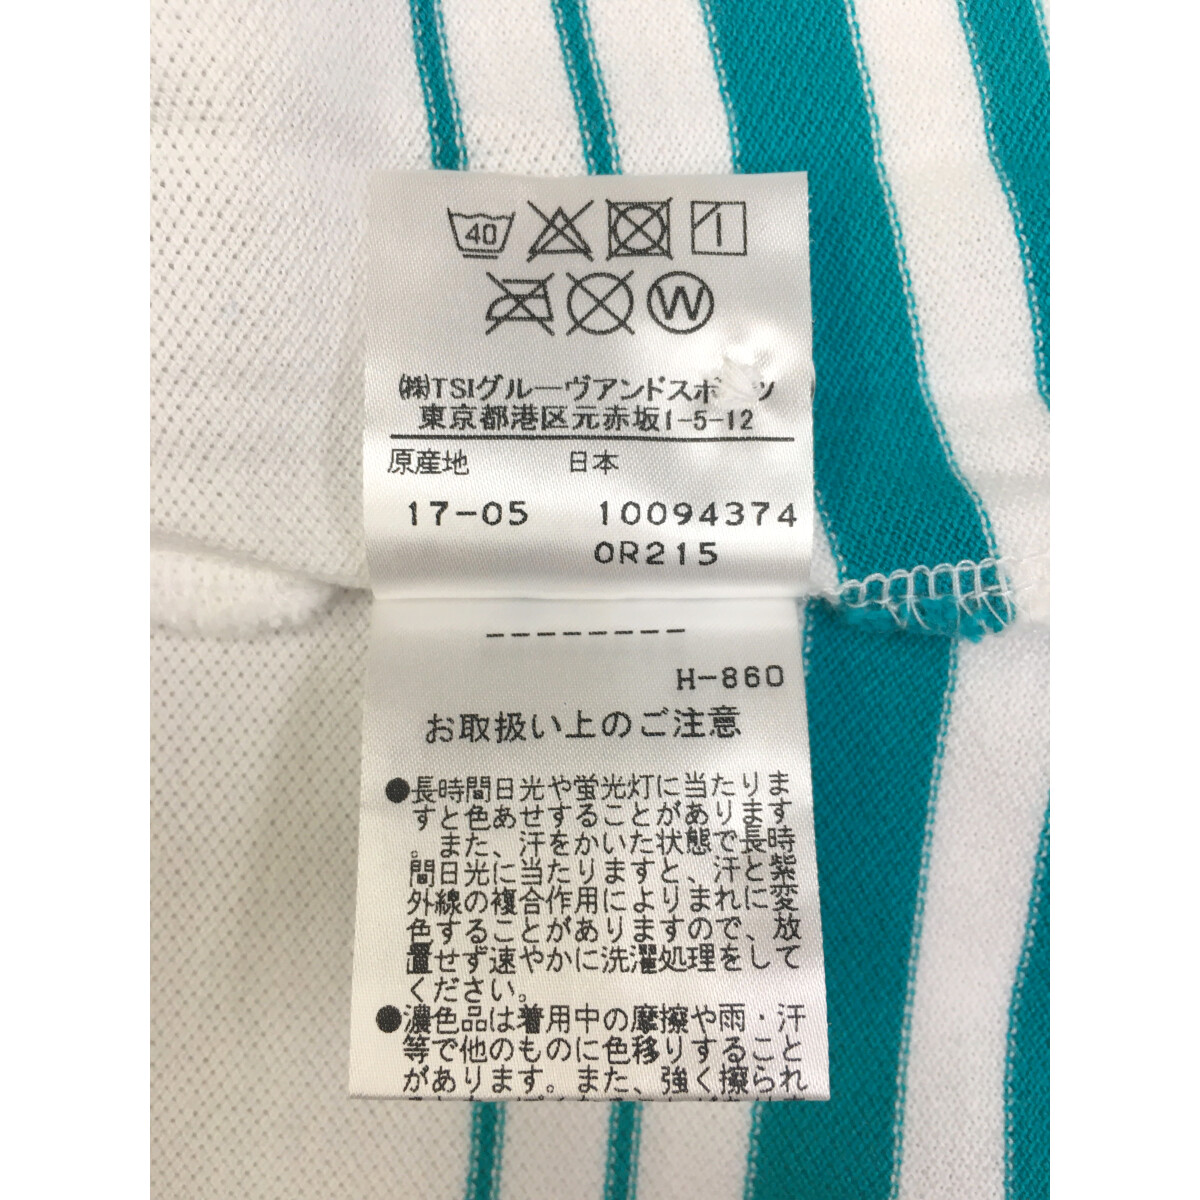 40
W
㈱TSIグルーヴアンドスポーツ
東京都港区元赤坂1-5-12
原産地 日本
17-05 10094374
0R215
--------
H-860
お取扱い上のご注意
●長時間日光や蛍光灯に当たりま
すと色あせすることがあります
。また、汗をかいた状態で長時
間日光に当たりますと、汗と紫
外線の複合作用によりまれに変
色することがありますので、放
置せず速やかに洗濯処理をして
ください。
●濃色品は着用中の摩擦や雨・汗
等で他のものに色移りすること
があります。また、強く擦られ